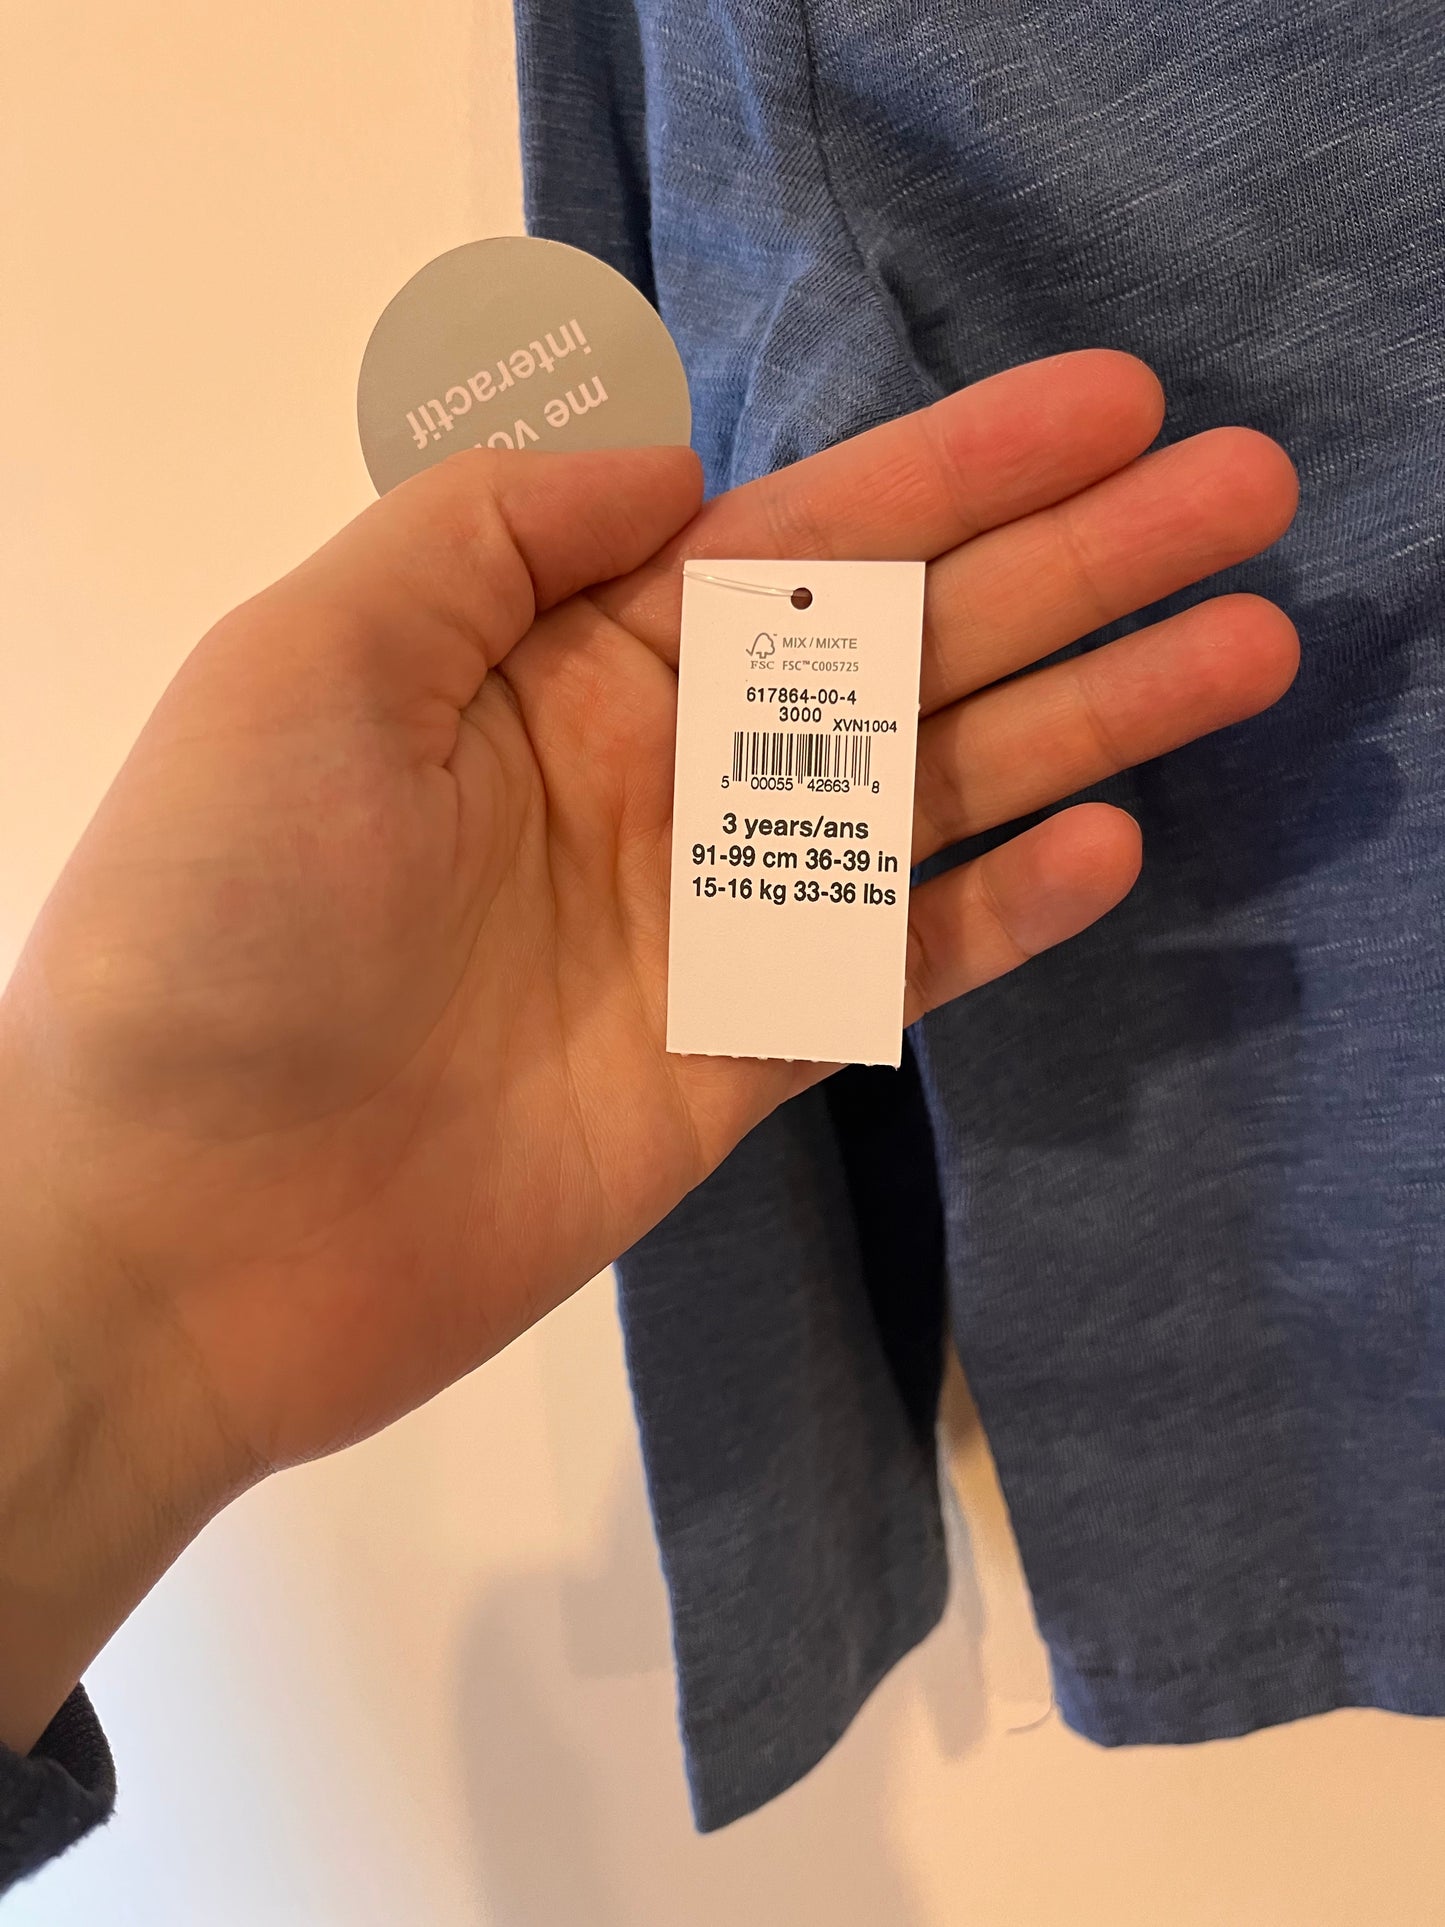 me
interactif
MIX / MIXTE
FSC FSC™ C005725
617864-00-4
3000 XVN1004
5 00055 42663 8
3 years/ans
91-99 cm 36-39 in
15-16 kg 33-36 lbs